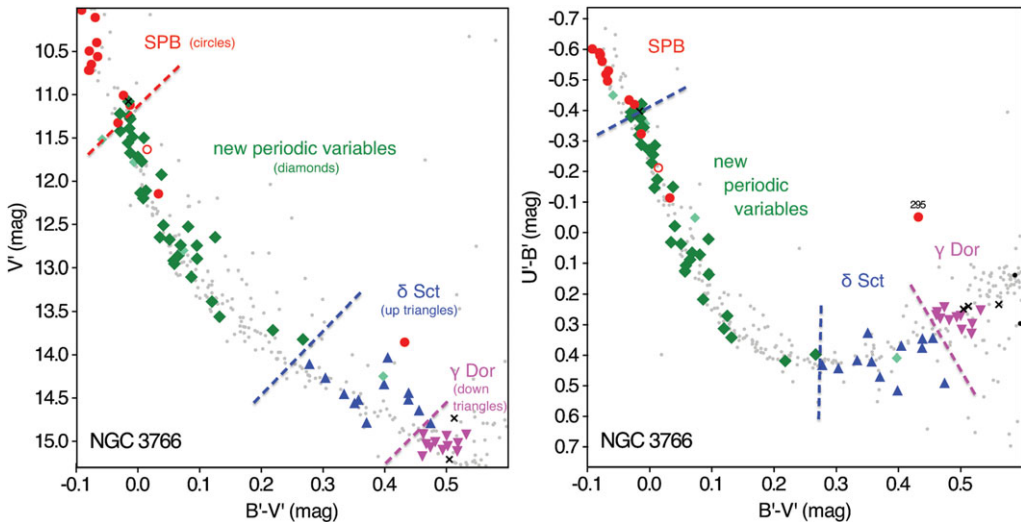 10.5
11.0
11.5
12.0
12.5
13.0
13.5
14.0
14.5
15.0
V' (mag)
SPB (circles)
new periodic variables
(diamonds)
δ Sct
(up triangles)
γ Dor
(down
triangles)
NGC 3766
-0.1 0.0 0.1 0.2 0.3 0.4 0.5
B'-V' (mag)
-0.7
-0.6
-0.5
-0.4
-0.3
-0.2
-0.1
0.0
0.1
0.2
0.3
0.4
0.5
0.6
0.7
U'-B' (mag)
SPB
new
periodic
variables
295
γ Dor
δ Sct
NGC 3766
-0.1 0.0 0.1 0.2 0.3 0.4 0.5
B'-V' (mag)